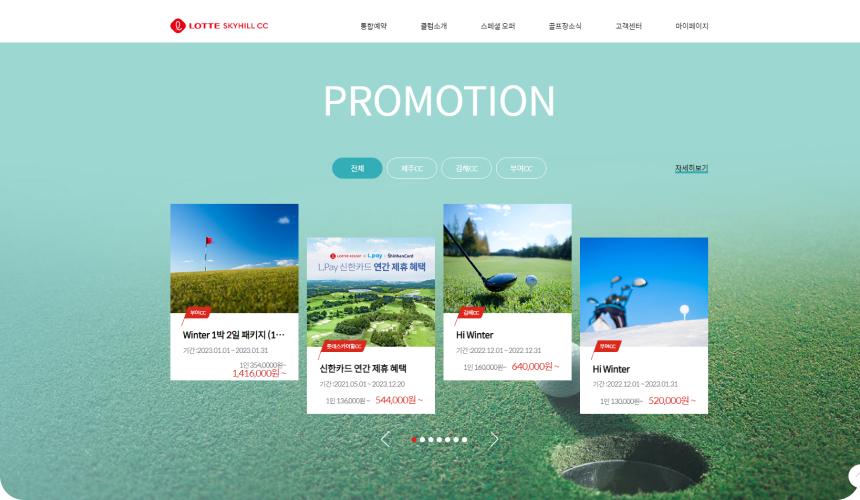 LOTTE SKYHILL CC
통합예약 클럽소개 스페셜 오퍼 골프장소식 고객센터 마이페이지
PROMOTION
전체 제주CC 김해CC 부여CC
자세히보기
부여CC
Winter 1박 2일 패키지 (1…
기간 :2023.01.01 ~ 2023.01.31
1인 354,000원~
1,416,000원 ~
LOTTE RESORT × L.pay × ShinhanCard
L.Pay 신한카드 연간 제휴 혜택
롯데스카이힐CC
신한카드 연간 제휴 혜택
기간 :2021.05.01 ~ 2023.12.20
1인 136,000원 ~ 544,000원 ~
김해CC
Hi Winter
기간 :2022.12.01 ~ 2022.12.31
1인 160,000원~ 640,000원 ~
부여CC
Hi Winter
기간 :2022.12.01 ~ 2023.01.31
1인 130,000원~ 520,000원 ~